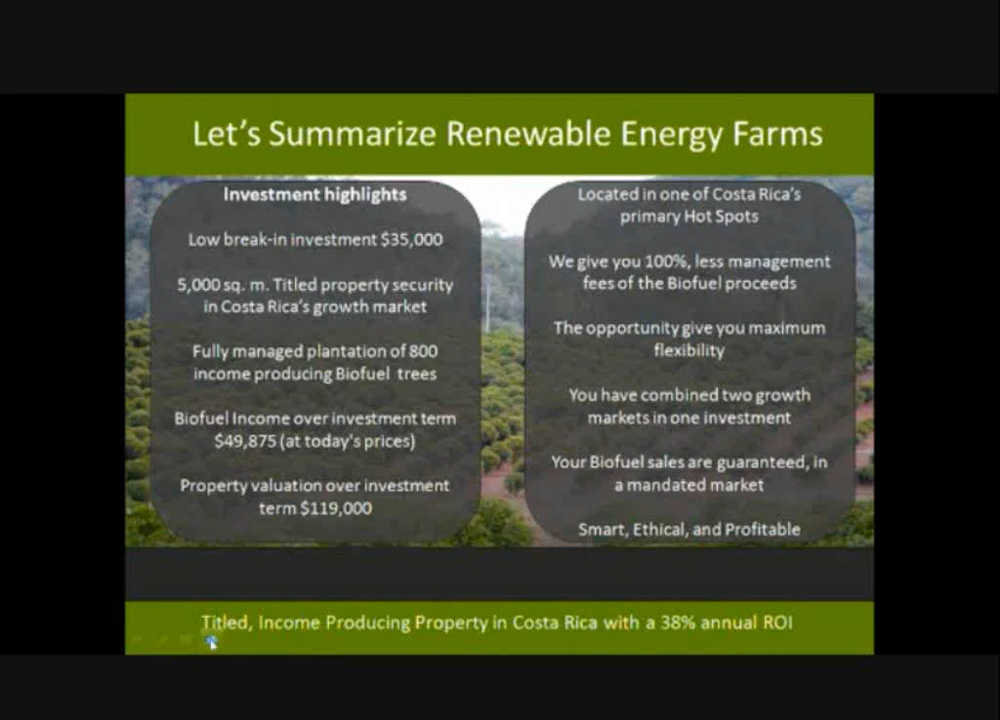 Let's Summarize Renewable Energy Farms
Investment highlights
Low break-in investment $35,000
5,000 sq. m. Titled property security
in Costa Rica's growth market
Fully managed plantation of 800
income producing Biofuel trees
Biofuel Income over investment term
$49,875 (at today's prices)
Property valuation over investment
term $119,000
Located in one of Costa Rica's
primary Hot Spots
We give you 100%, less management
fees of the Biofuel proceeds
The opportunity give you maximum
flexibility
You have combined two growth
markets in one investment
Your Biofuel sales are guaranteed, in
a mandated market
Smart, Ethical, and Profitable
Titled, Income Producing Property in Costa Rica with a 38% annual ROI